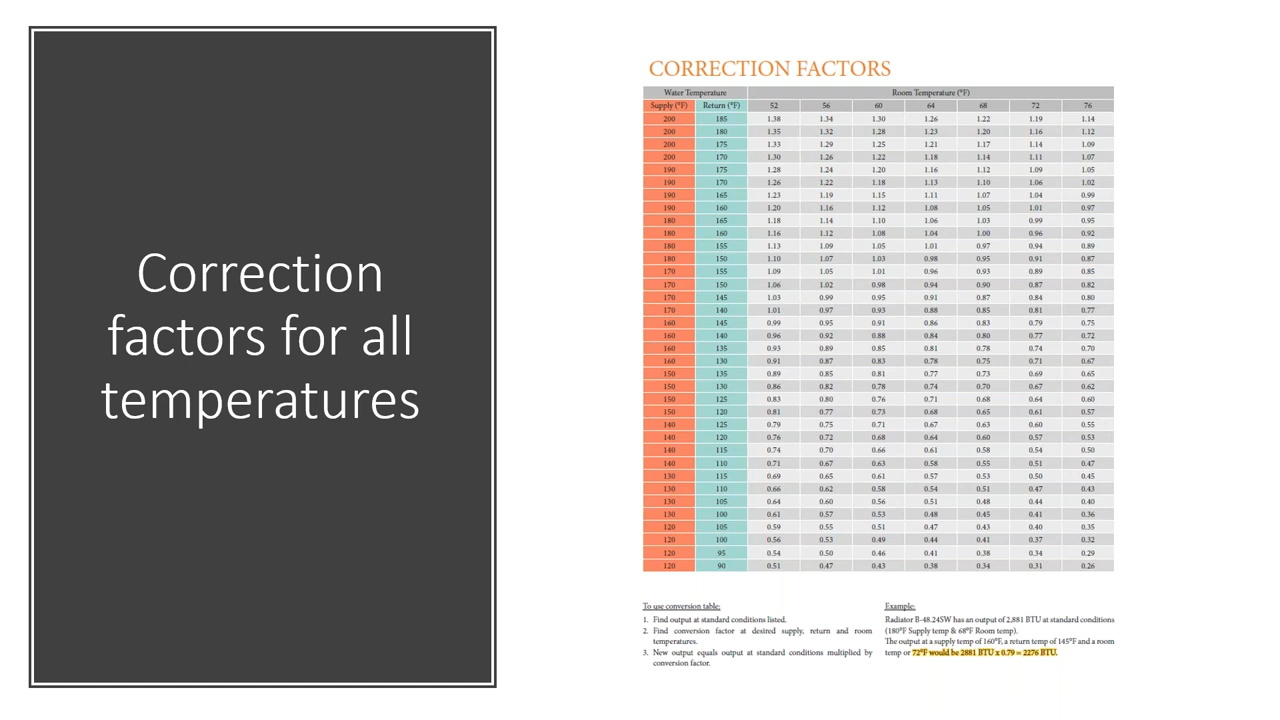 Correction
factors for all
temperatures
CORRECTION FACTORS
Water Temperature Room Temperature (°F)
Supply (°F) Return (°F) 52 56 60 64 68 72 76
200 185 1.38 1.34 1.30 1.26 1.22 1.19 1.14
200 180 1.35 1.32 1.28 1.23 1.20 1.16 1.12
200 175 1.33 1.29 1.25 1.21 1.17 1.14 1.09
200 170 1.30 1.26 1.22 1.18 1.14 1.11 1.07
190 175 1.28 1.24 1.20 1.16 1.12 1.09 1.05
190 170 1.26 1.22 1.18 1.13 1.10 1.06 1.02
190 165 1.23 1.19 1.15 1.11 1.07 1.04 0.99
190 160 1.20 1.16 1.12 1.08 1.05 1.01 0.97
180 165 1.18 1.14 1.10 1.06 1.03 0.99 0.95
180 160 1.16 1.12 1.08 1.04 1.00 0.96 0.92
180 155 1.13 1.09 1.05 1.01 0.97 0.94 0.89
180 150 1.10 1.07 1.03 0.98 0.95 0.91 0.87
170 155 1.09 1.05 1.01 0.96 0.93 0.89 0.85
170 150 1.06 1.02 0.98 0.94 0.90 0.87 0.82
170 145 1.03 0.99 0.95 0.91 0.87 0.84 0.80
170 140 1.01 0.97 0.93 0.88 0.85 0.81 0.77
160 145 0.99 0.95 0.91 0.86 0.83 0.79 0.75
160 140 0.96 0.92 0.88 0.84 0.80 0.77 0.72
160 135 0.93 0.89 0.85 0.81 0.78 0.74 0.70
160 130 0.91 0.87 0.83 0.78 0.75 0.71 0.67
150 135 0.89 0.85 0.81 0.77 0.73 0.69 0.65
150 130 0.86 0.82 0.78 0.74 0.70 0.67 0.62
150 125 0.83 0.80 0.76 0.71 0.68 0.64 0.60
150 120 0.81 0.77 0.73 0.68 0.65 0.61 0.57
140 125 0.79 0.75 0.71 0.67 0.63 0.60 0.55
140 120 0.76 0.72 0.68 0.64 0.60 0.57 0.53
140 115 0.74 0.70 0.66 0.61 0.58 0.54 0.50
140 110 0.71 0.67 0.63 0.58 0.55 0.51 0.47
130 115 0.69 0.65 0.61 0.57 0.53 0.50 0.45
130 110 0.66 0.62 0.58 0.54 0.51 0.47 0.43
130 105 0.64 0.60 0.56 0.51 0.48 0.44 0.40
130 100 0.61 0.57 0.53 0.48 0.45 0.41 0.36
120 105 0.59 0.55 0.51 0.47 0.43 0.40 0.35
120 100 0.56 0.53 0.49 0.44 0.41 0.37 0.32
120 95 0.54 0.50 0.46 0.41 0.38 0.34 0.29
120 90 0.51 0.47 0.43 0.38 0.34 0.31 0.26
To use conversion table:
1. Find output at standard conditions listed.
2. Find conversion factor at desired supply, return and room
temperatures.
3. New output equals output at standard conditions multiplied by
conversion factor.
Example:
Radiator B-48.24SW has an output of 2,881 BTU at standard conditions
(180°F Supply temp & 68°F Room temp).
The output at a supply temp of 160°F, a return temp of 145°F and a room
temp or 72°F would be 2881 BTU x 0.79 = 2276 BTU.